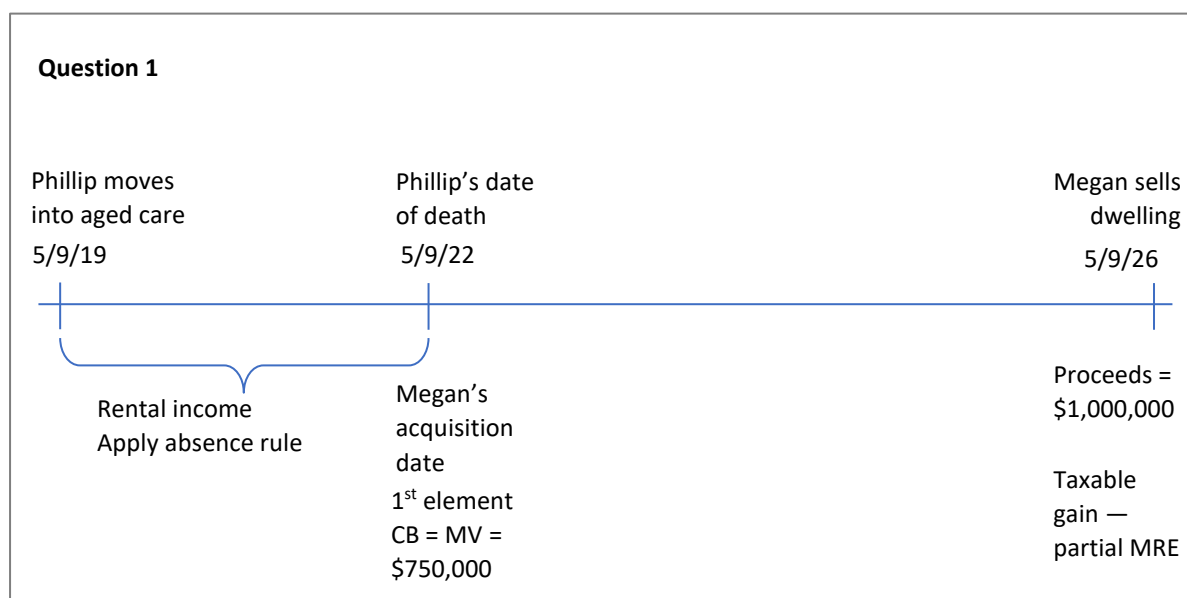 Question 1
Phillip moves
into aged care
5/9/19
Phillip's date
of death
5/9/22
Megan sells
dwelling
5/9/26
Rental income
Apply absence rule
Megan's
acquisition
date
1st element
CB = MV =
$750,000
Proceeds =
$1,000,000
Taxable
gain —
partial MRE